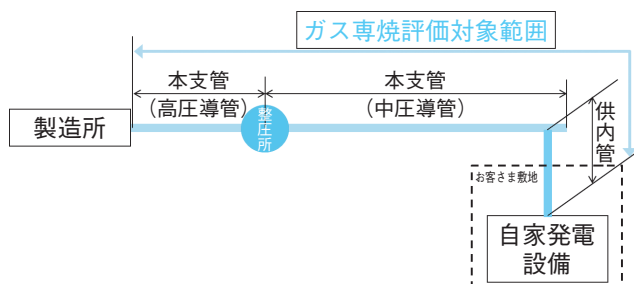 ガス専焼評価対象範囲
本支管
(高圧導管)
本支管
(中圧導管)
製造所
整圧所
供内管
お客さま敷地
自家発電
設備